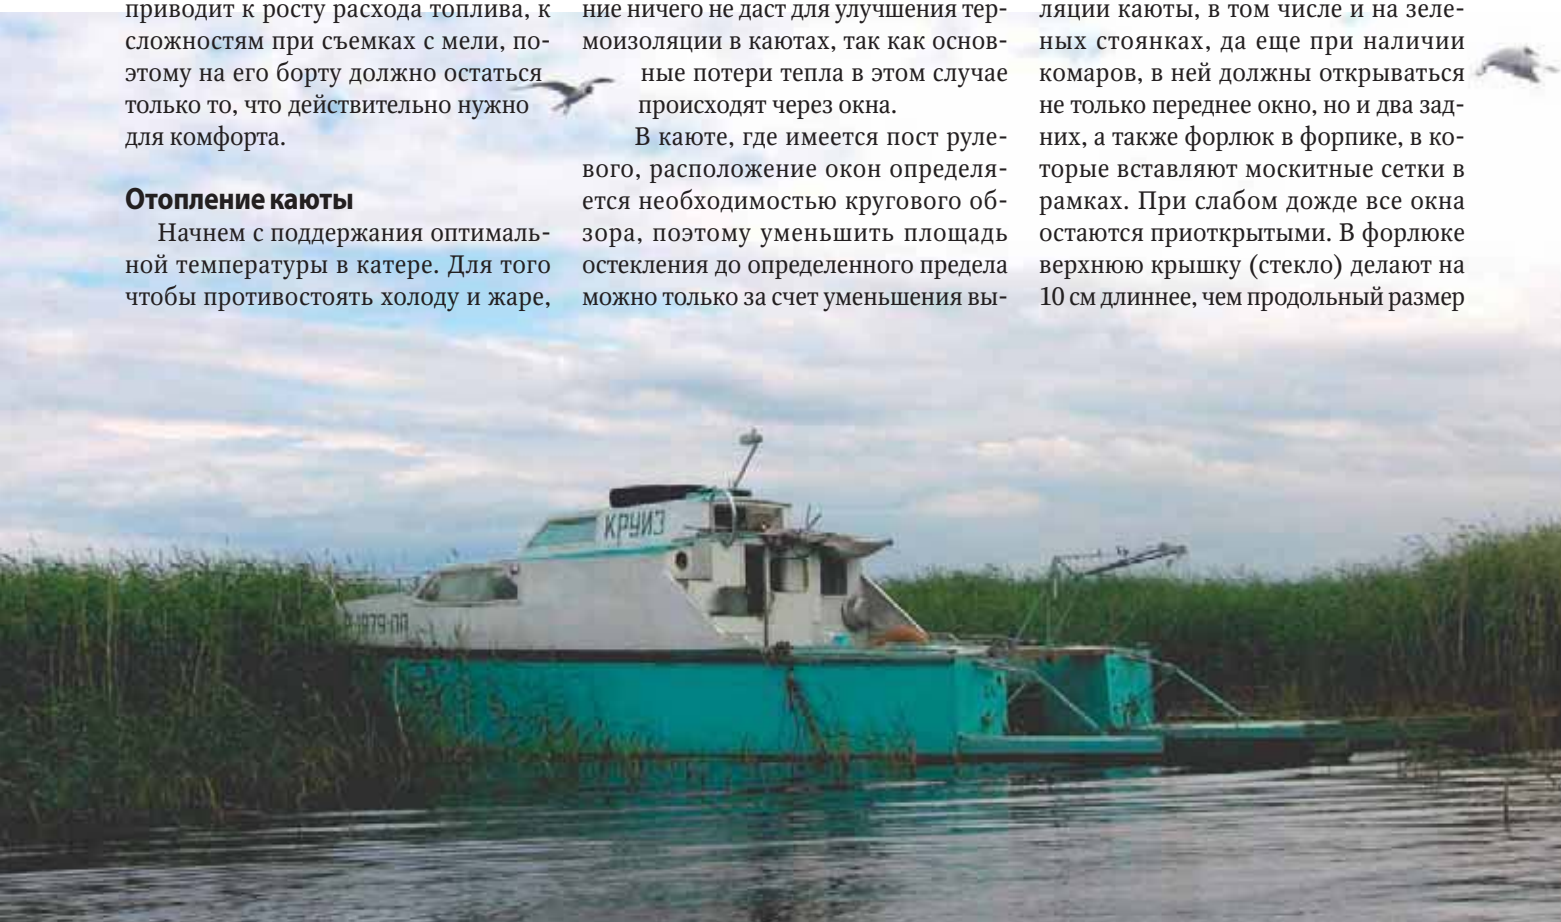 приводит к росту расхода топлива, к
сложностям при съемках с мели, по-
этому на его борту должно остаться
только то, что действительно нужно
для комфорта.
Отопление каюты
Начнем с поддержания оптималь-
ной температуры в катере. Для того
чтобы противостоять холоду и жаре,
ние ничего не даст для улучшения тер-
моизоляции в каютах, так как основ-
ные потери тепла в этом случае
происходят через окна.
В каюте, где имеется пост руле-
вого, расположение окон определя-
ется необходимостью кругового об-
зора, поэтому уменьшить площадь
остекления до определенного предела
можно только за счет уменьшения вы-
ляции каюты, в том числе и на зеле-
ных стоянках, да еще при наличии
комаров, в ней должны открываться
не только переднее окно, но и два зад-
них, а также форлюк в форпике, в ко-
торые вставляют москитные сетки в
рамках. При слабом дожде все окна
остаются приоткрытыми. В форлюке
верхнюю крышку (стекло) делают на
10 см длиннее, чем продольный размер
КРУИЗ